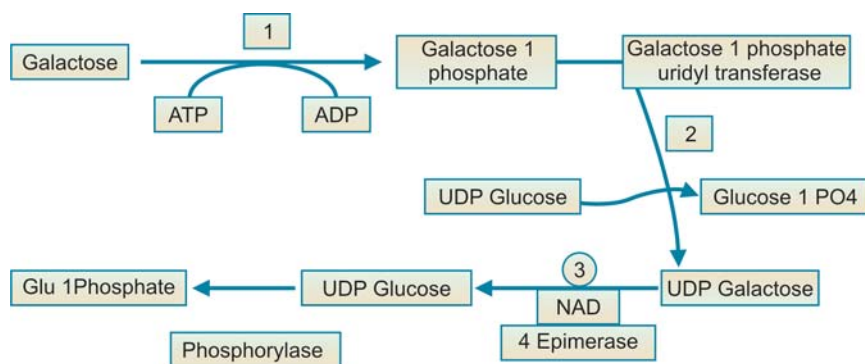 1
Galactose
Galactose 1
phosphate
Galactose 1 phosphate
uridyl transferase
ATP
ADP
2
UDP Glucose
Glucose 1 PO4
3
Glu 1Phosphate
UDP Glucose
NAD
UDP Galactose
4 Epimerase
Phosphorylase